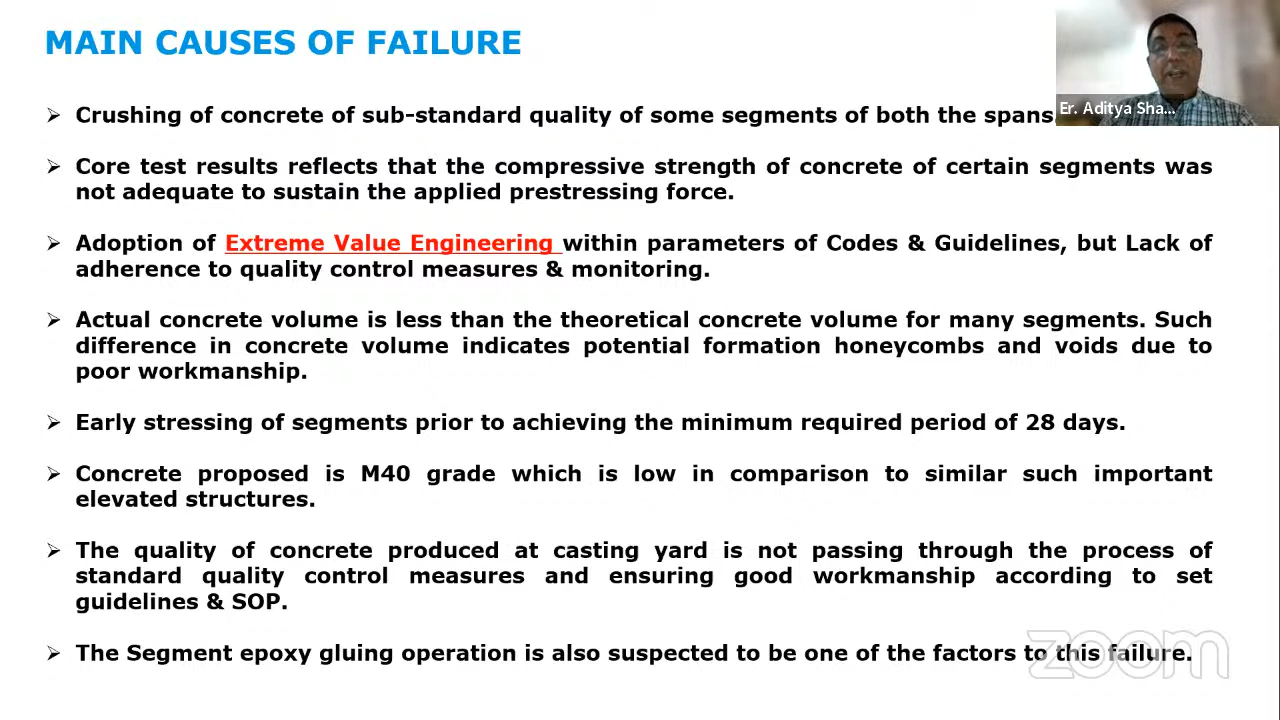 MAIN CAUSES OF FAILURE
Er. Aditya Sha...
➢ Crushing of concrete of sub-standard quality of some segments of both the spans.
➢ Core test results reflects that the compressive strength of concrete of certain segments was
not adequate to sustain the applied prestressing force.
➢ Adoption of Extreme Value Engineering within parameters of Codes & Guidelines, but Lack of
adherence to quality control measures & monitoring.
➢ Actual concrete volume is less than the theoretical concrete volume for many segments. Such
difference in concrete volume indicates potential formation honeycombs and voids due to
poor workmanship.
➢ Early stressing of segments prior to achieving the minimum required period of 28 days.
➢ Concrete proposed is M40 grade which is low in comparison to similar such important
elevated structures.
➢ The quality of concrete produced at casting yard is not passing through the process of
standard quality control measures and ensuring good workmanship according to set
guidelines & SOP.
➢ The Segment epoxy gluing operation is also suspected to be one of the factors to this failure.
zoom